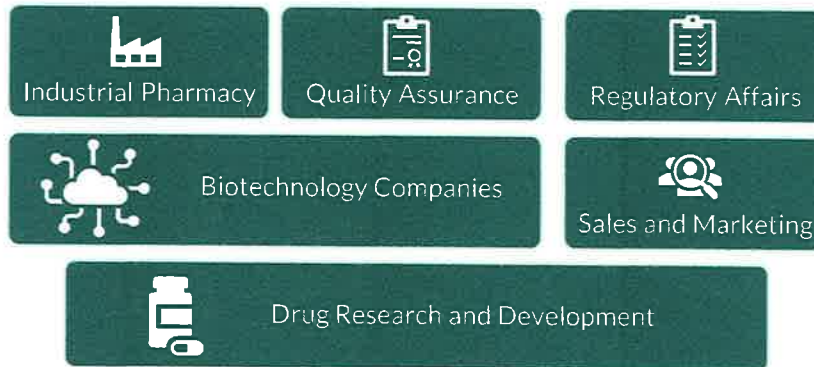 Industrial Pharmacy
Quality Assurance
Regulatory Affairs
Biotechnology Companies
Sales and Marketing
Drug Research and Development